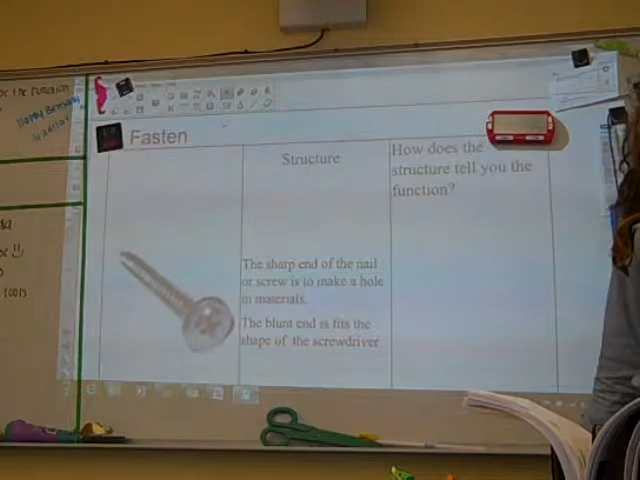 Happy Birthday
Fasten
Structure
How does the
structure tell you the
function?
The sharp end of the nail
or screw is to make a hole
in materials.
The blunt end is fits the
shape of the screwdriver
tools